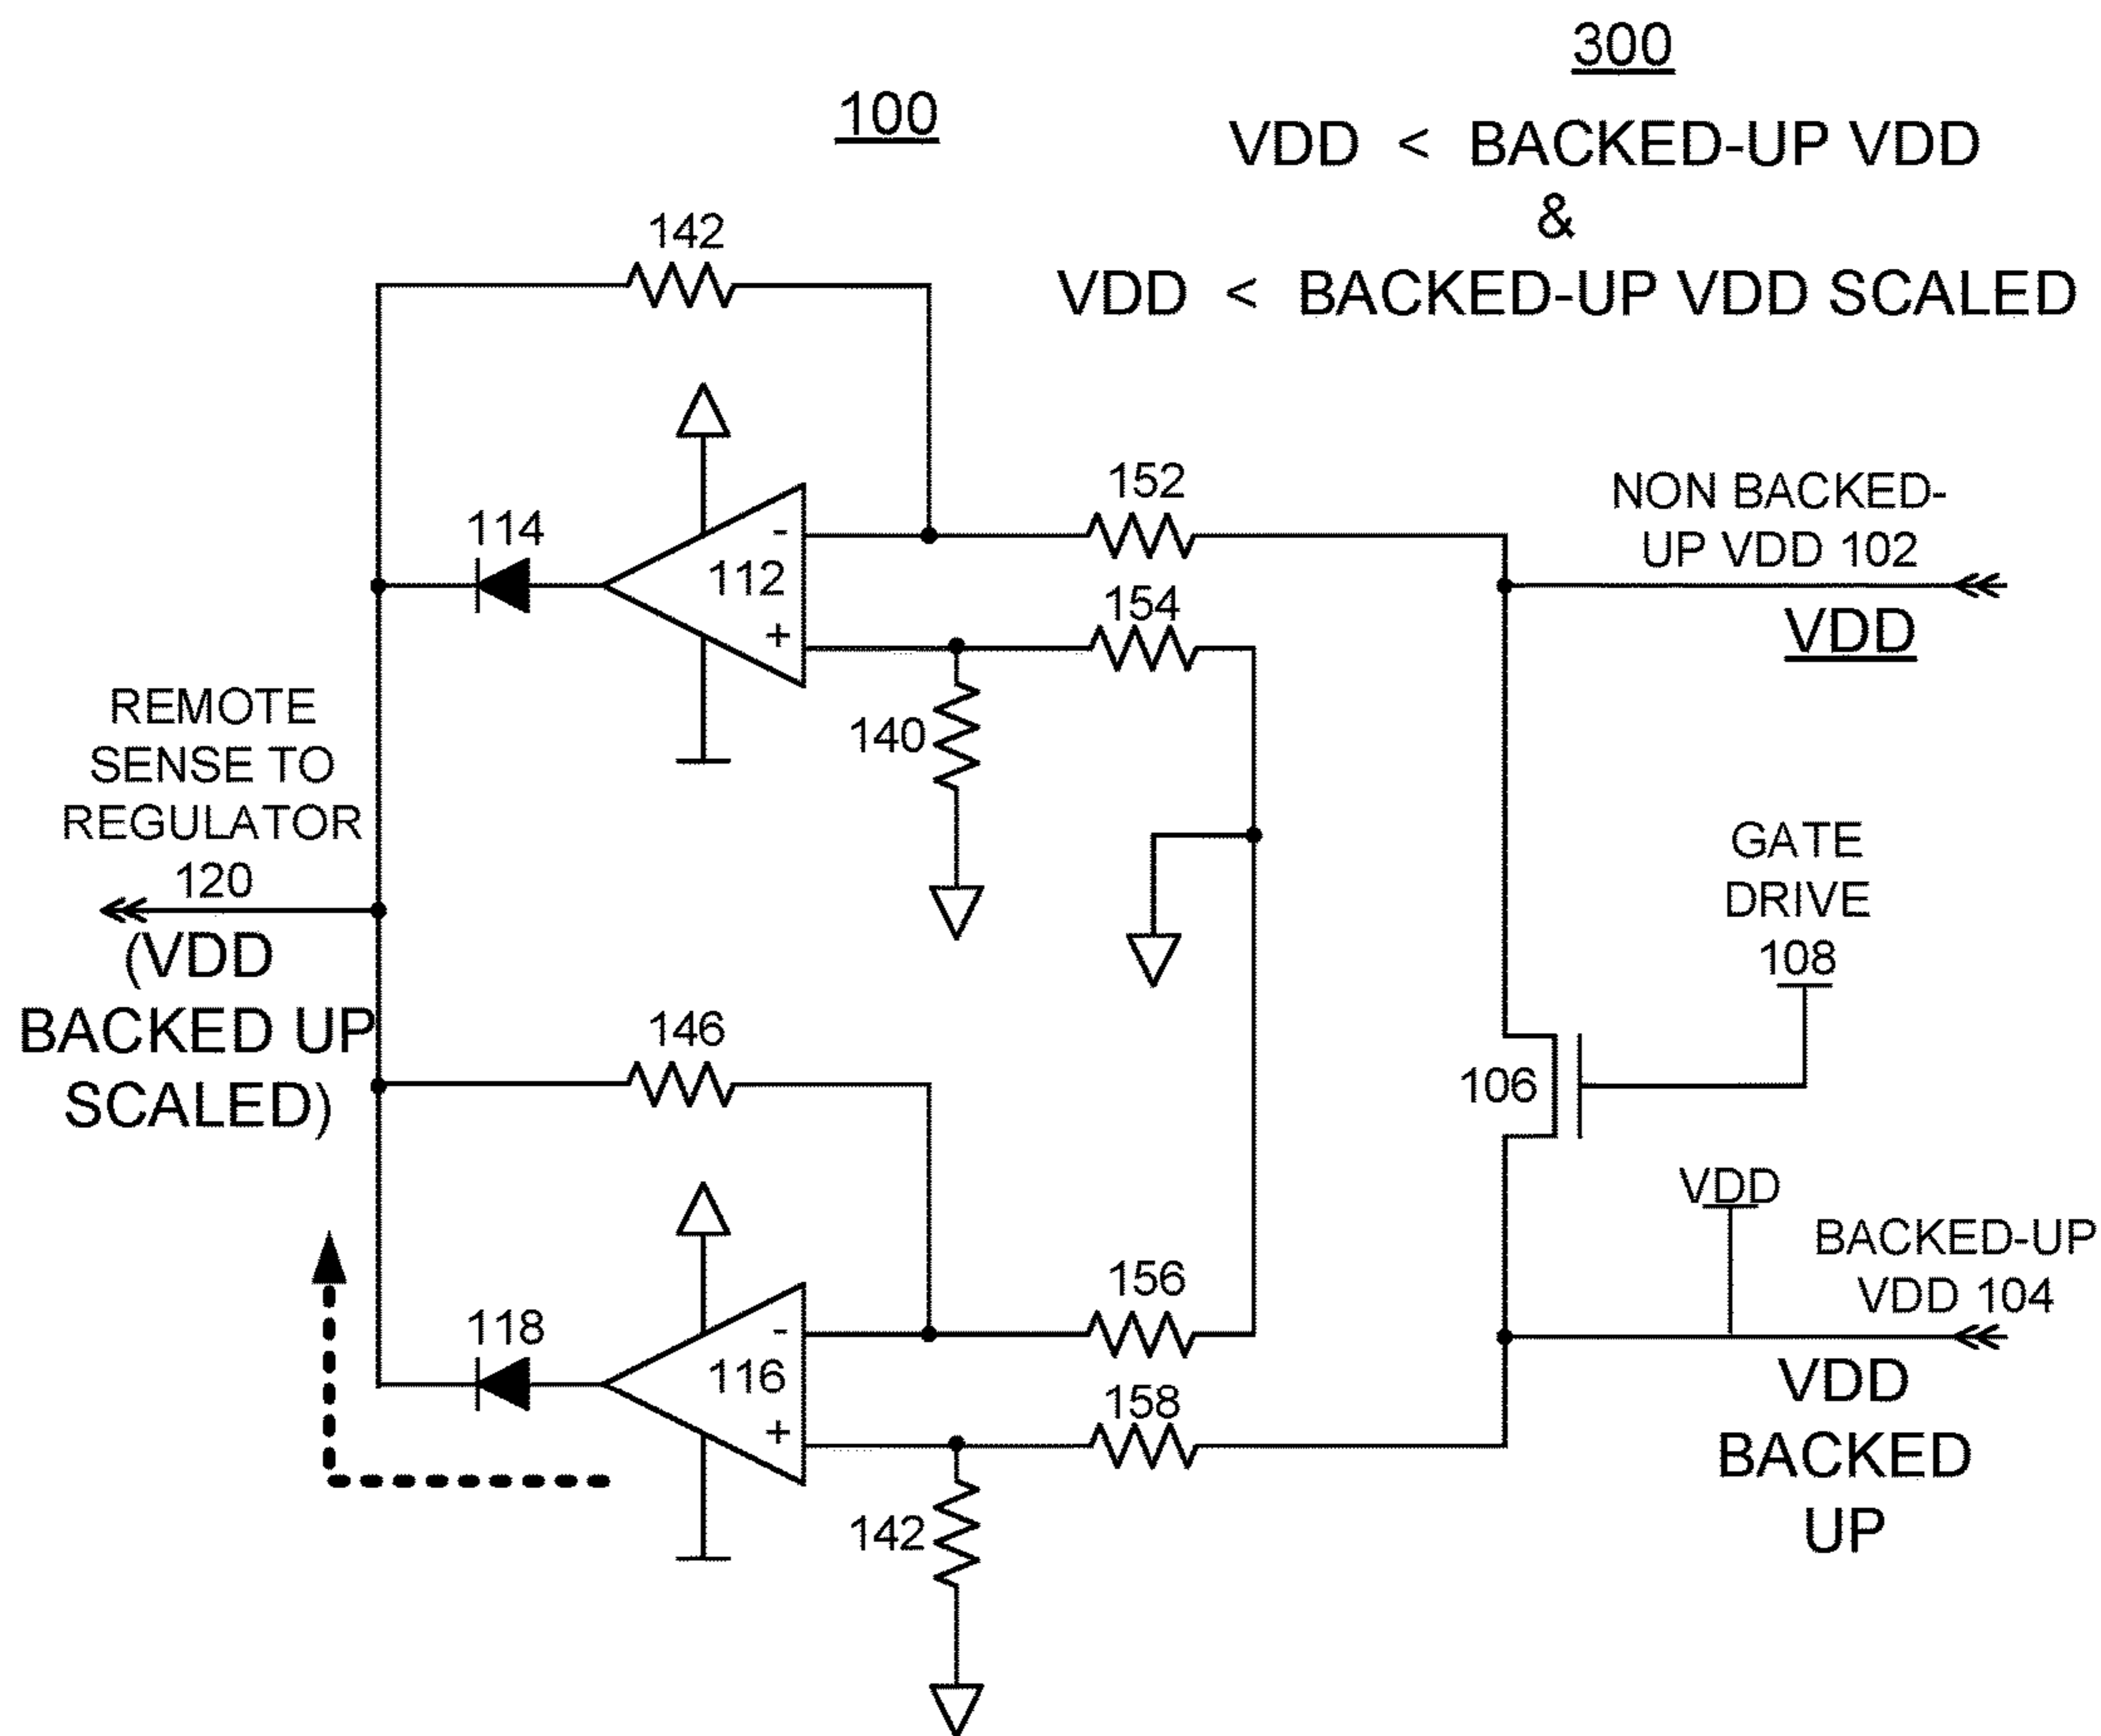 300
100
VDD < BACKED-UP VDD
&
VDD < BACKED-UP VDD SCALED
142
152
NON BACKED-
UP VDD 102
VDD
114
-
112
+
154
140
REMOTE
SENSE TO
REGULATOR
120
(VDD
BACKED UP
SCALED)
GATE
DRIVE
108
146
106
VDD
BACKED-UP
VDD 104
VDD
BACKED
UP
156
118
-
116
+
158
142